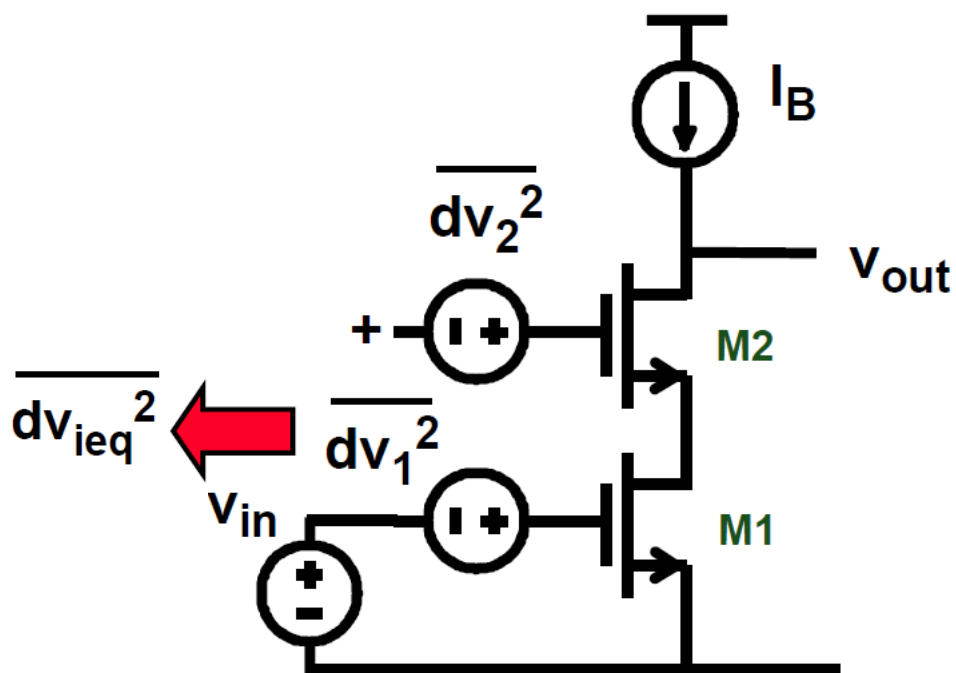 I_B
dv_2^2
v_out
+
- +
M2
dv_ieq^2
dv_1^2
v_in
- +
M1
+
-